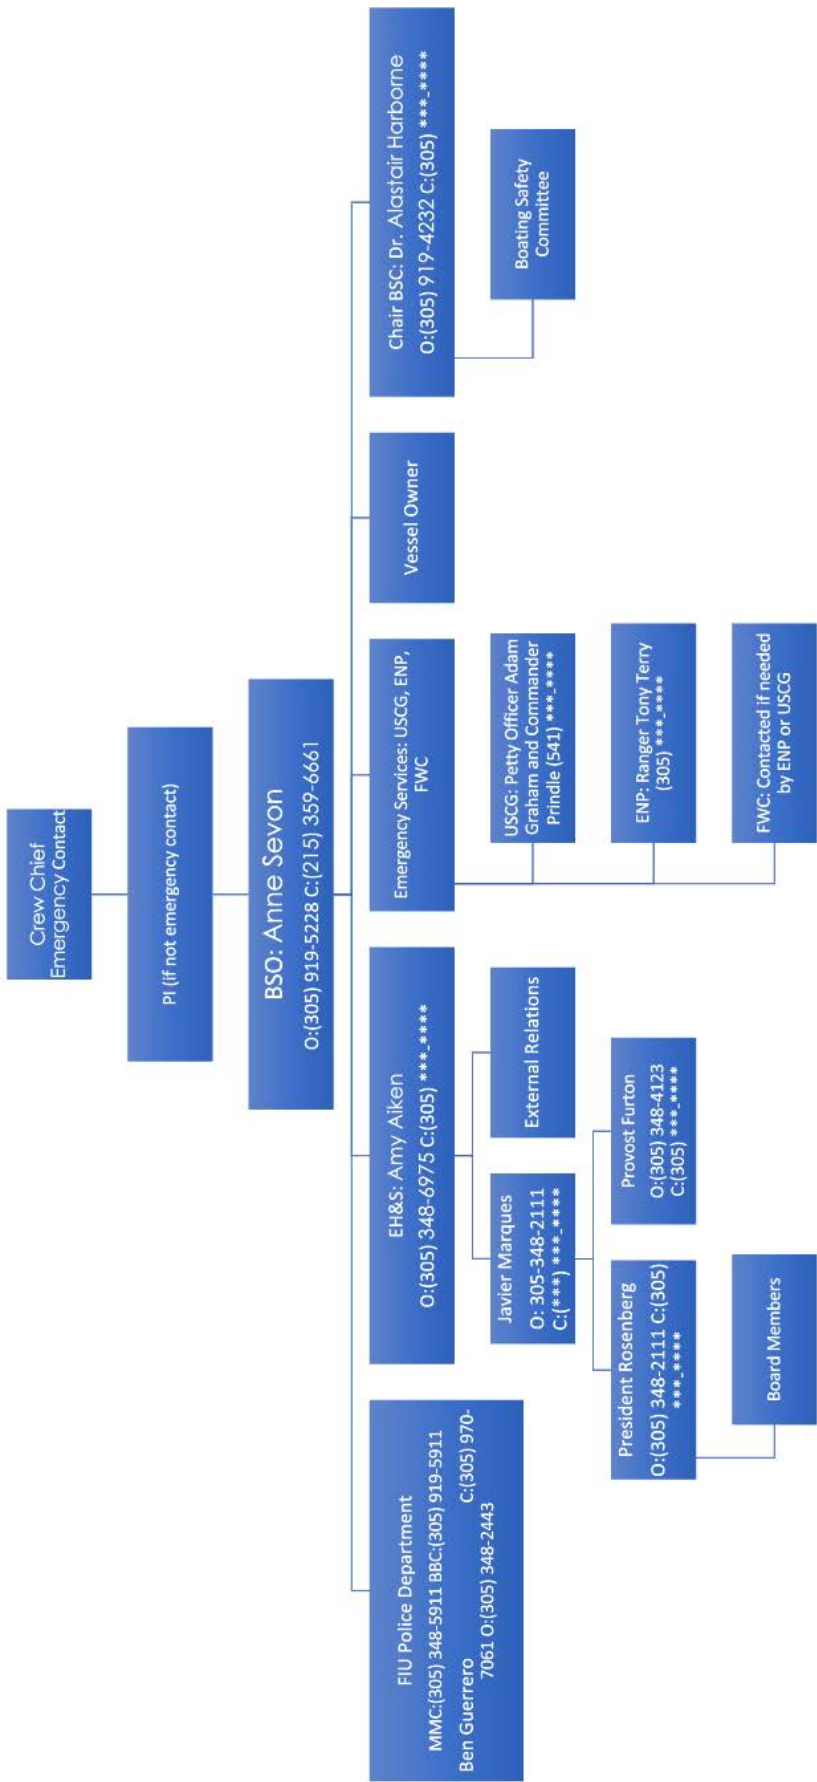 Crew Chief
Emergency Contact
PI (if not emergency contact)
BSO: Anne Sevon
O:(305) 919-5228 C:(215) 359-6661
FIU Police Department
MMC:(305) 348-5911 BBC:(305) 919-5911
Ben Guerrero C:(305) 970-
7061 O:(305) 348-2443
EH&S: Amy Aiken
O:(305) 348-6975 C:(305) ***-****
Javier Marques
O: 305-348-2111
C:(***) ***-****
President Rosenberg
O:(305) 348-2111 C:(305)
***-****
Board Members
Provost Furton
O:(305) 348-4123
C:(305) ***-****
External Relations
Emergency Services: USCG, ENP,
FWC
USCG: Petty Officer Adam
Graham and Commander
Prindle (541) ***-****
ENP: Ranger Tony Terry
(305) ***-****
FWC: Contacted if needed
by ENP or USCG
Vessel Owner
Chair BSC: Dr. Alastair Harborne
O:(305) 919-4232 C:(305) ***-****
Boating Safety
Committee